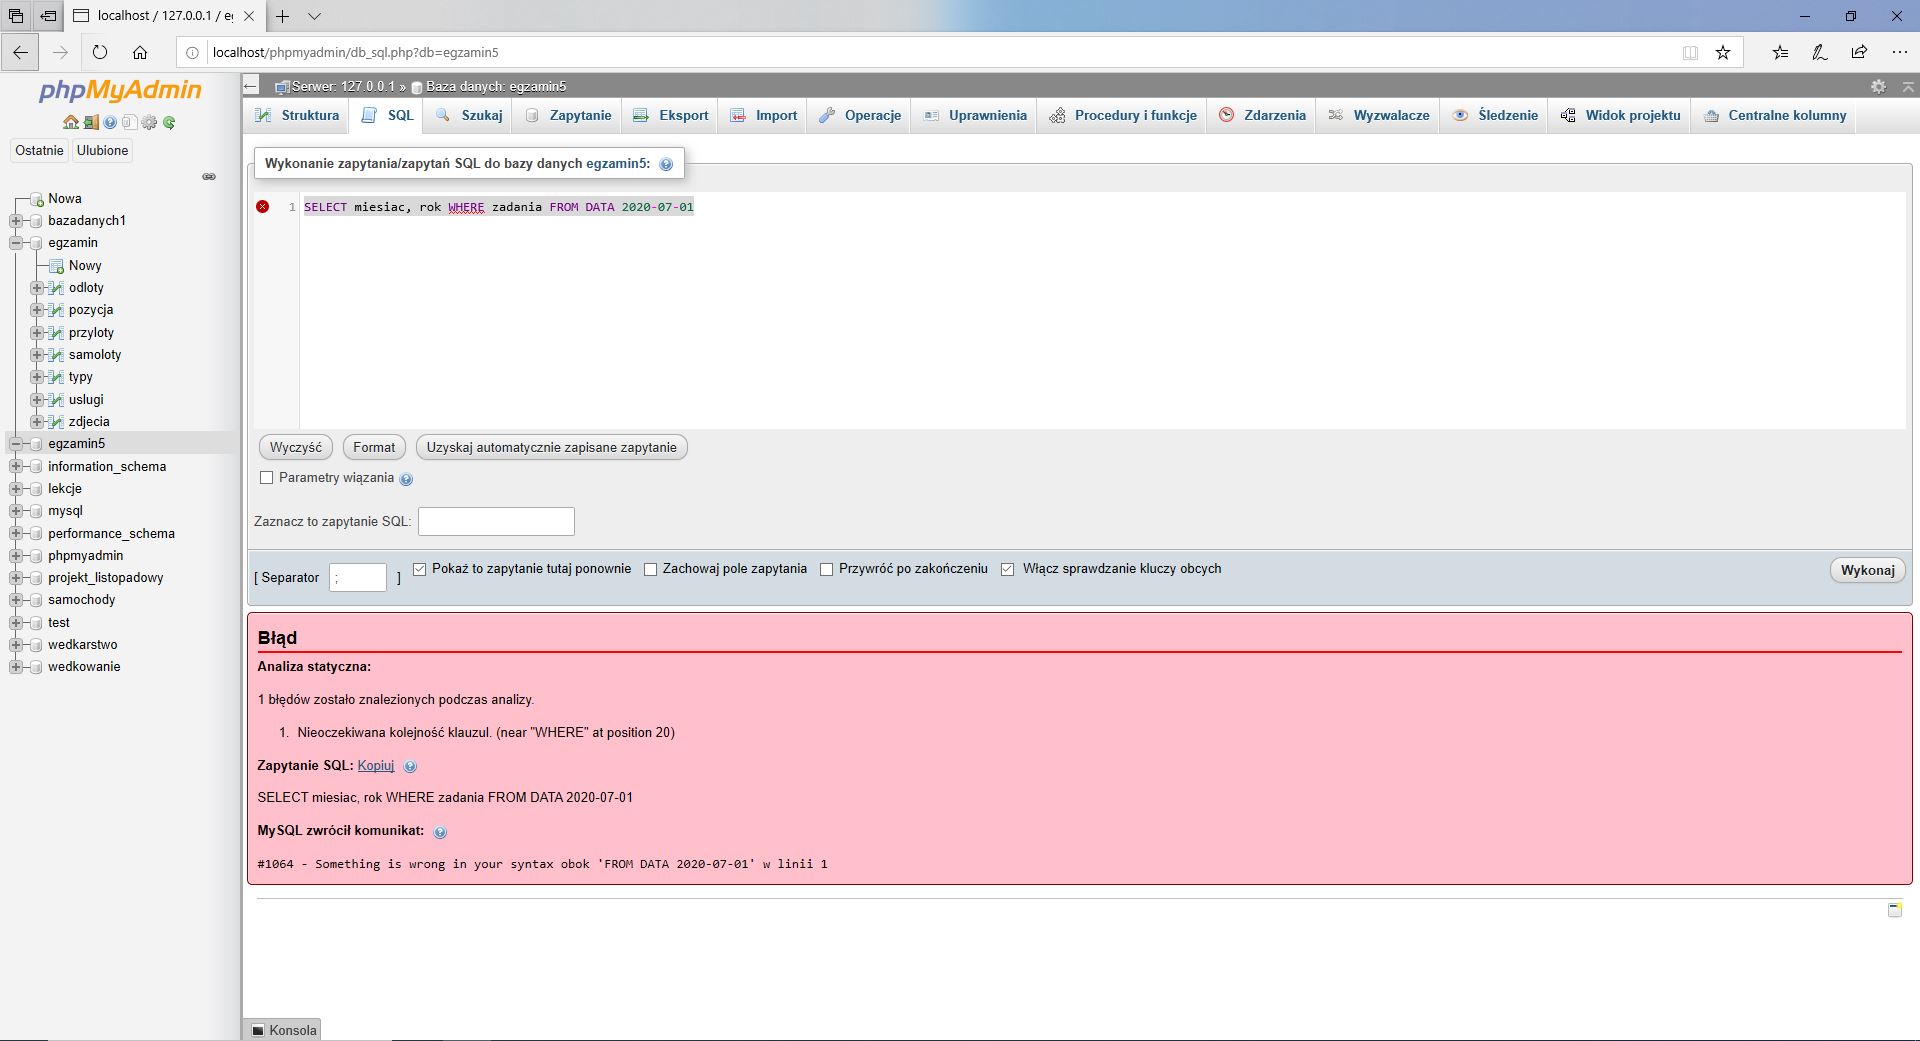 localhost / 127.0.0.1 / eg
localhost/phpmyadmin/db_sql.php?db=egzamin5
phpMyAdmin
Ostatnie
Ulubione
Nowa
bazadanych1
egzamin
Nowy
odloty
pozycja
przyloty
samoloty
typy
uslugi
zdjecia
egzamin5
information_schema
lekcje
mysql
performance_schema
phpmyadmin
projekt_listopadowy
samochody
test
wedkarstwo
wedkowanie
Serwer: 127.0.0.1 » Baza danych: egzamin5
Struktura
SQL
Szukaj
Zapytanie
Eksport
Import
Operacje
Uprawnienia
Procedury i funkcje
Zdarzenia
Wyzwalacze
Śledzenie
Widok projektu
Centralne kolumny
Wykonanie zapytania/zapytań SQL do bazy danych egzamin5:
1 SELECT miesiac, rok WHERE zadania FROM DATA 2020-07-01
Wyczyść
Format
Uzyskaj automatycznie zapisane zapytanie
Parametry wiązania
Zaznacz to zapytanie SQL:
[ Separator ; ]
Pokaż to zapytanie tutaj ponownie
Zachowaj pole zapytania
Przywróć po zakończeniu
Włącz sprawdzanie kluczy obcych
Wykonaj
Błąd
Analiza statyczna:
1 błędów zostało znalezionych podczas analizy.
1. Nieoczekiwana kolejność klauzul. (near "WHERE" at position 20)
Zapytanie SQL: Kopiuj
SELECT miesiac, rok WHERE zadania FROM DATA 2020-07-01
MySQL zwrócił komunikat:
#1064 - Something is wrong in your syntax obok 'FROM DATA 2020-07-01' w linii 1
Konsola